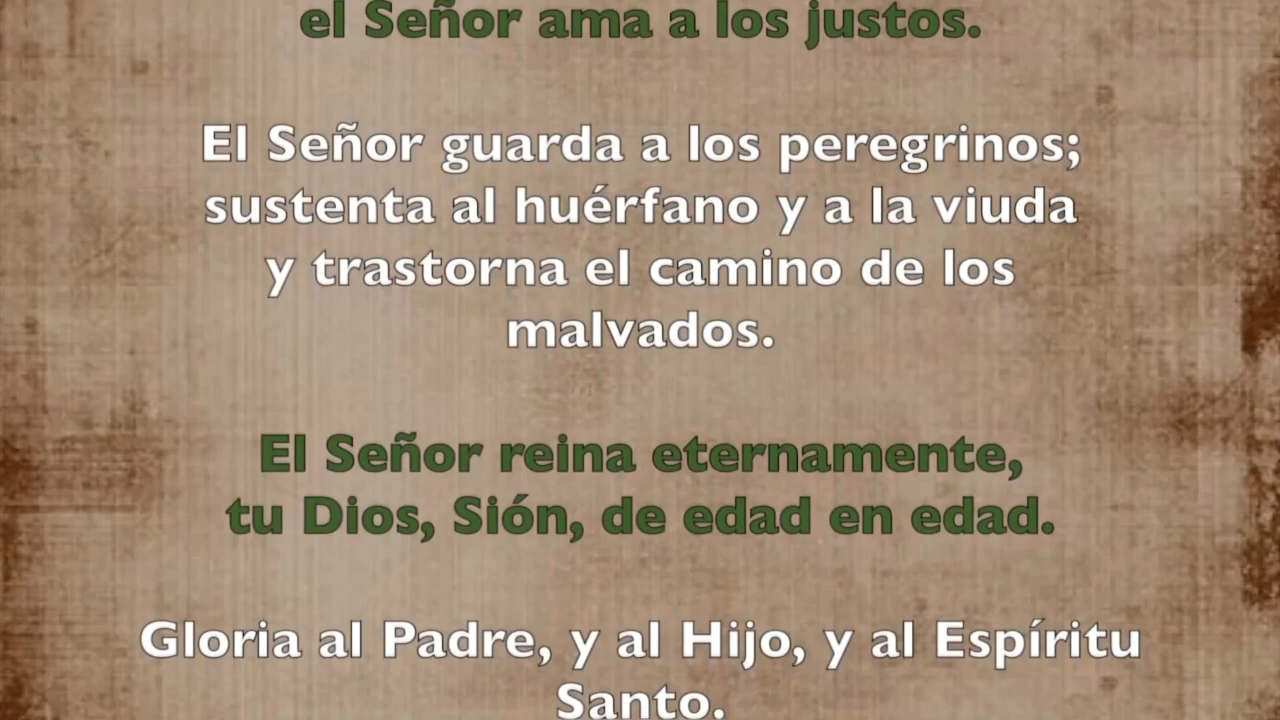 el Señor ama a los justos.
El Señor guarda a los peregrinos;
sustenta al huérfano y a la viuda
y trastorna el camino de los
malvados.
El Señor reina eternamente,
tu Dios, Sión, de edad en edad.
Gloria al Padre, y al Hijo, y al Espíritu
Santo.